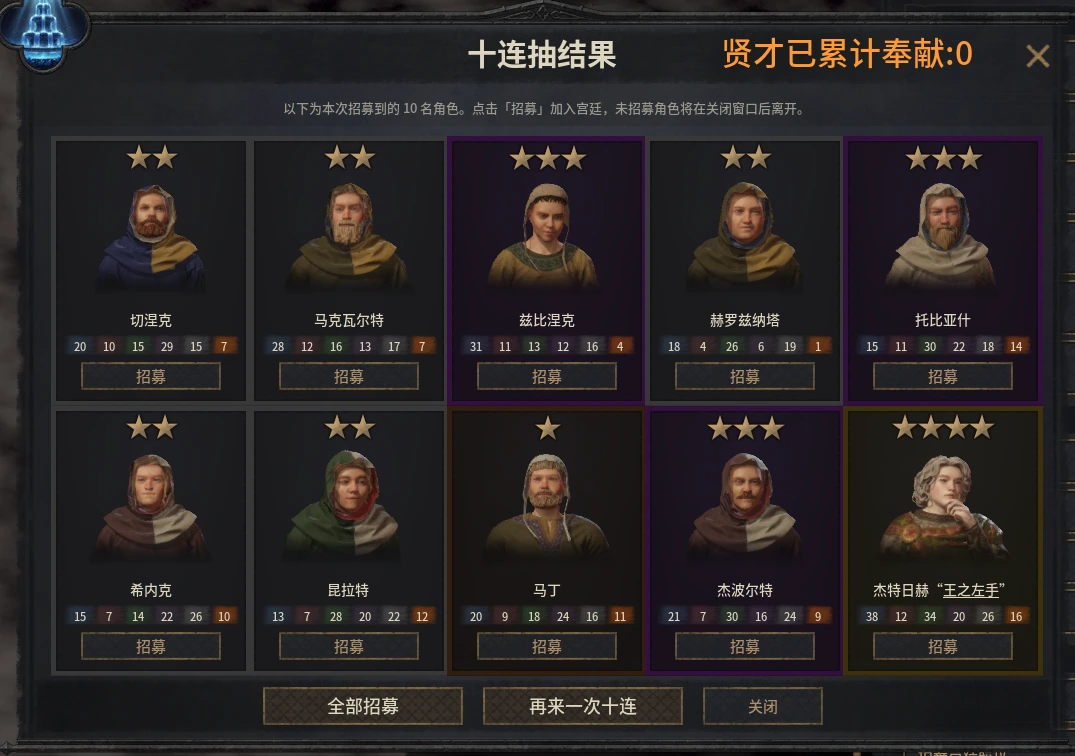 十连抽结果
贤才已累计奉献:0
以下为本次招募到的 10 名角色。点击「招募」加入宫廷，未招募角色将在关闭窗口后离开。
切涅克
20 10 15 29 15 7
招募
马克瓦尔特
28 12 16 13 17 7
招募
兹比涅克
31 11 13 12 16 4
招募
赫罗兹纳塔
18 4 26 6 19 1
招募
托比亚什
15 11 30 22 18 14
招募
希内克
15 7 14 22 26 10
招募
昆拉特
13 7 28 20 22 12
招募
马丁
20 9 18 24 16 11
招募
杰波尔特
21 7 30 16 24 9
招募
杰特日赫“王之左手”
38 12 34 20 26 16
招募
全部招募
再来一次十连
关闭